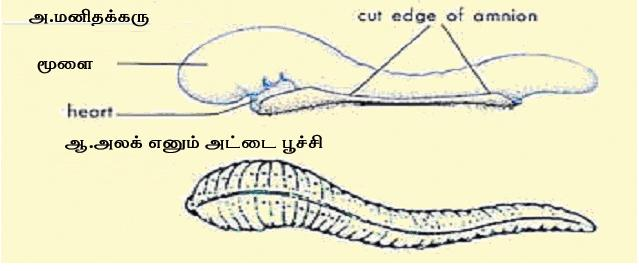 அ.மனிதக்கரு
cut edge of amnion
மூளை
heart
ஆ.அலக் எனும் அட்டை பூச்சி